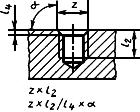 l₄
α
z
l₂
z x l₂
z x l₂ / l₄ x α